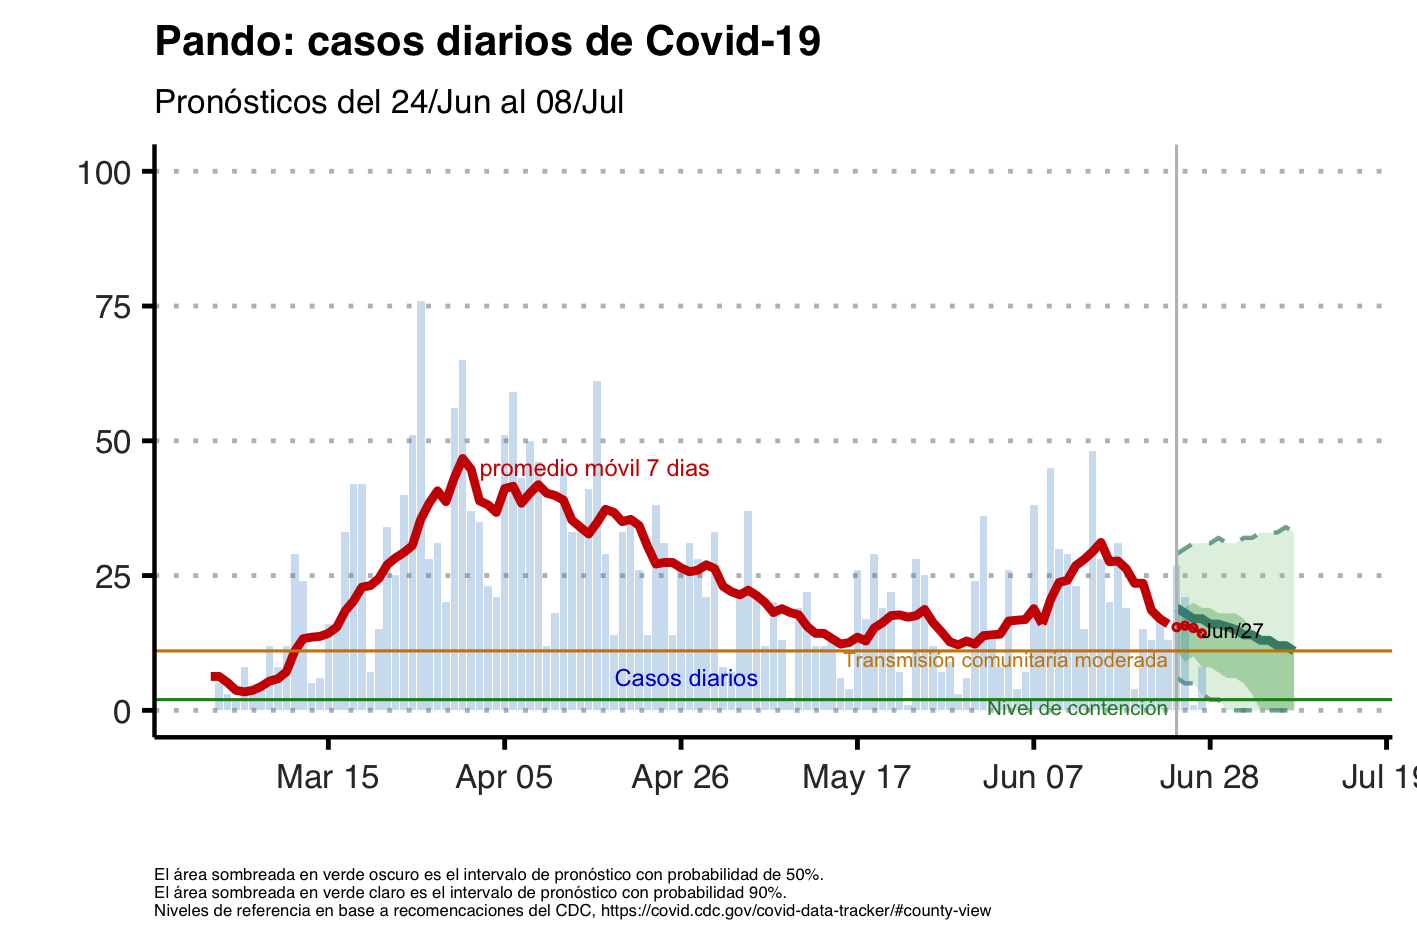 Pando: casos diarios de Covid-19
Pronósticos del 24/Jun al 08/Jul
100
75
50
promedio móvil 7 dias
25
Jun/27
Transmisión comunitaria moderada
Casos diarios
Nivel de contención
0
Mar 15 Apr 05 Apr 26 May 17 Jun 07 Jun 28 Jul 19
El área sombreada en verde oscuro es el intervalo de pronóstico con probabilidad de 50%.
El área sombreada en verde claro es el intervalo de pronóstico con probabilidad 90%.
Niveles de referencia en base a recomencaciones del CDC, https://covid.cdc.gov/covid-data-tracker/#county-view